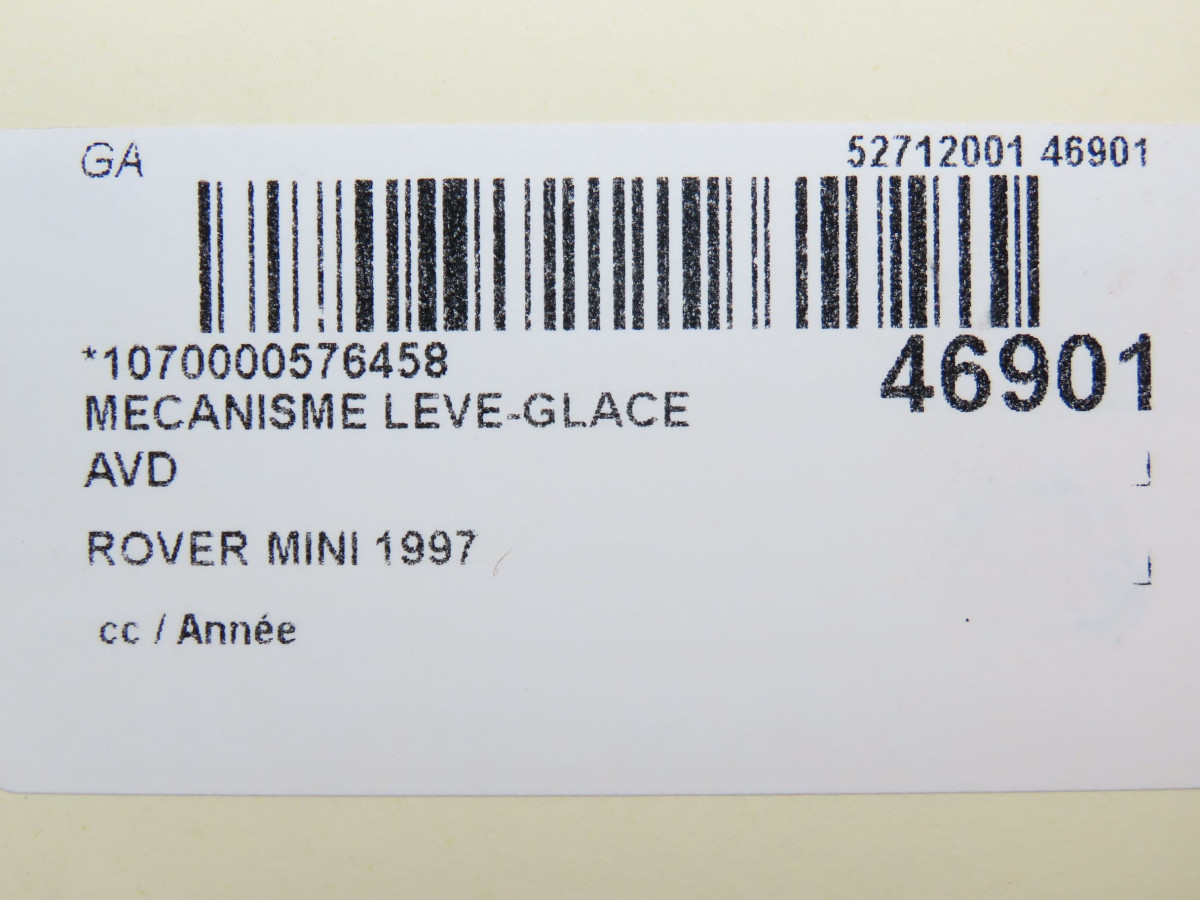 GA 52712001 46901
*1070000576458
46901
MECANISME LEVE-GLACE
AVD
ROVER MINI 1997
cc / Année